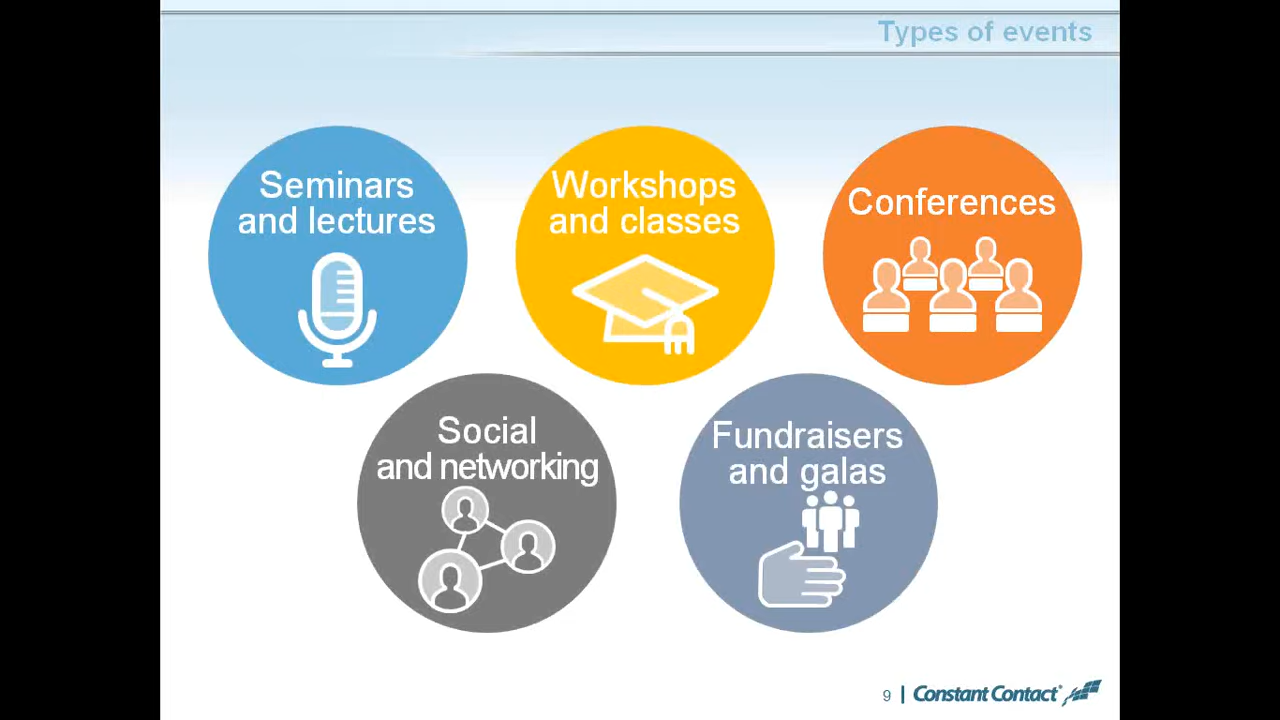 Types of events
Seminars
and lectures
Workshops
and classes
Conferences
Social
and networking
Fundraisers
and galas
9 | Constant Contact®